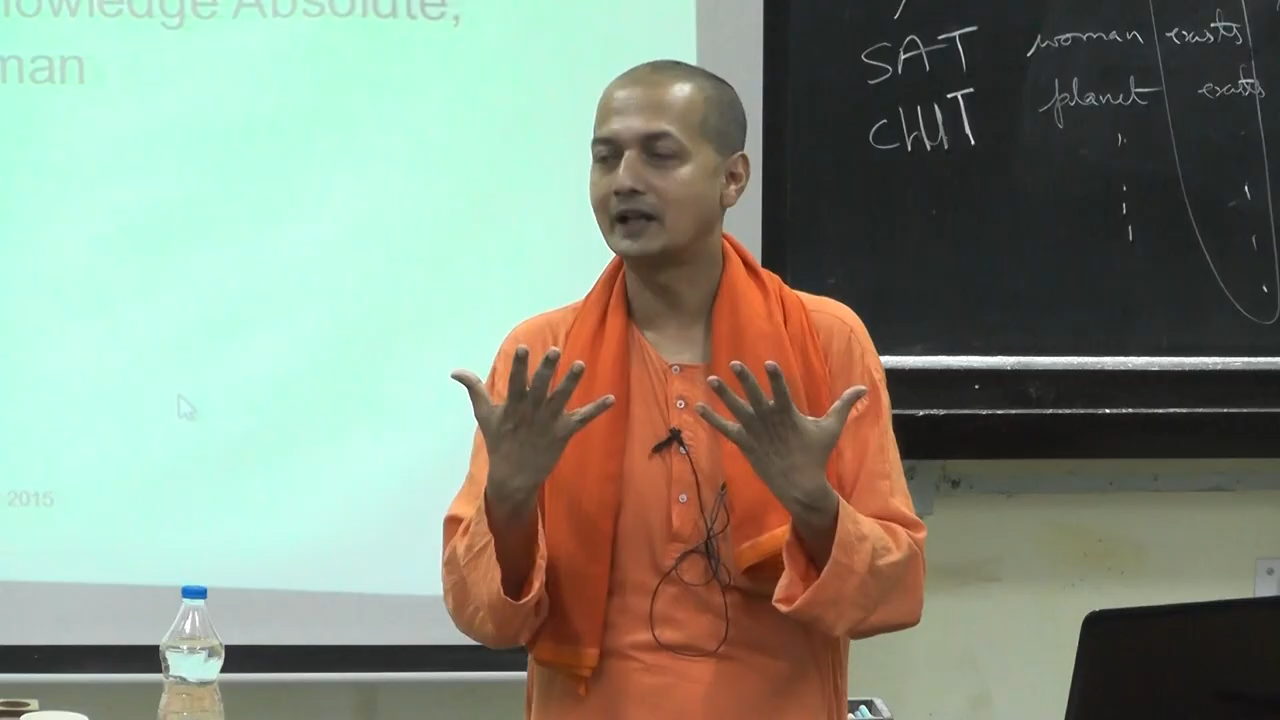 nowledge Absolute,
man
2015
SAT woman exists
CHIT planet exists